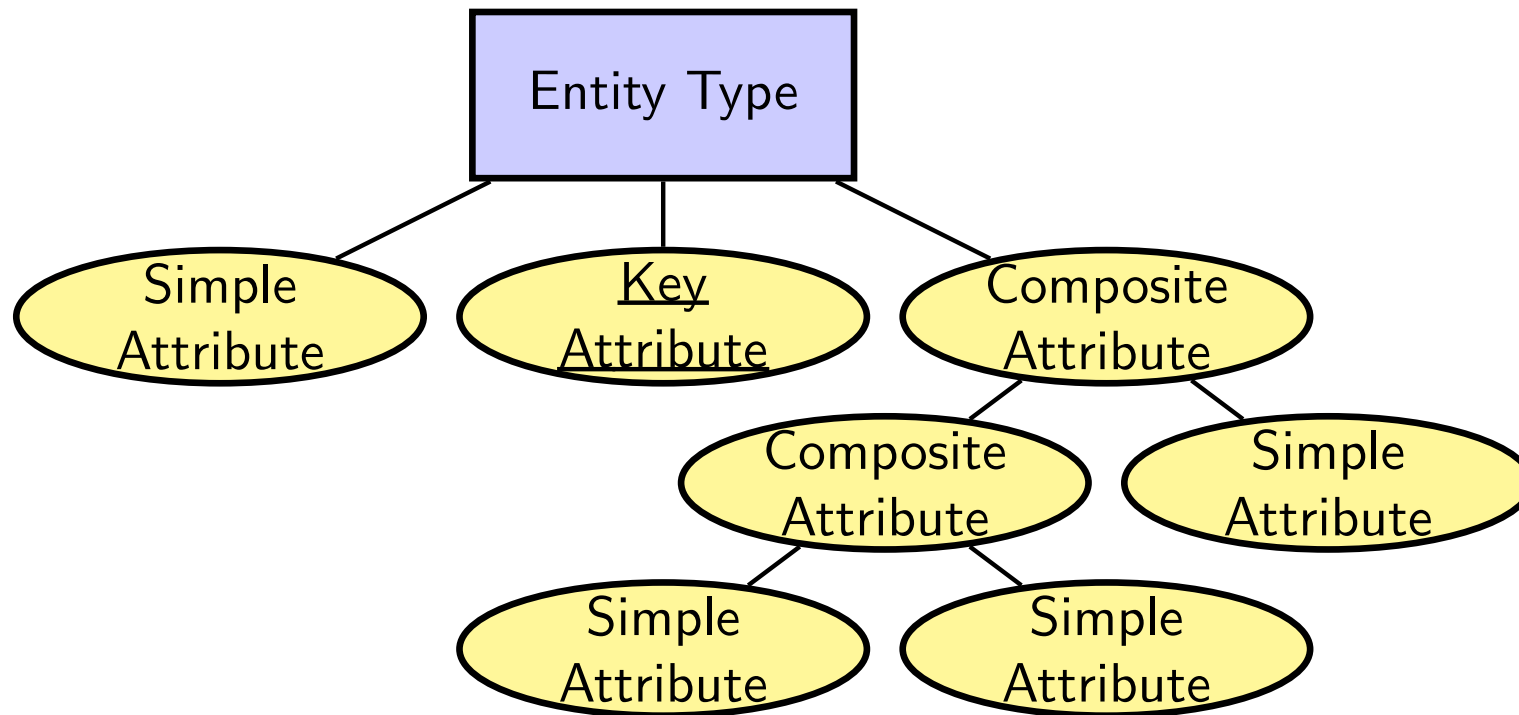 Entity Type
Simple
Attribute
Key
Attribute
Composite
Attribute
Composite
Attribute
Simple
Attribute
Simple
Attribute
Simple
Attribute